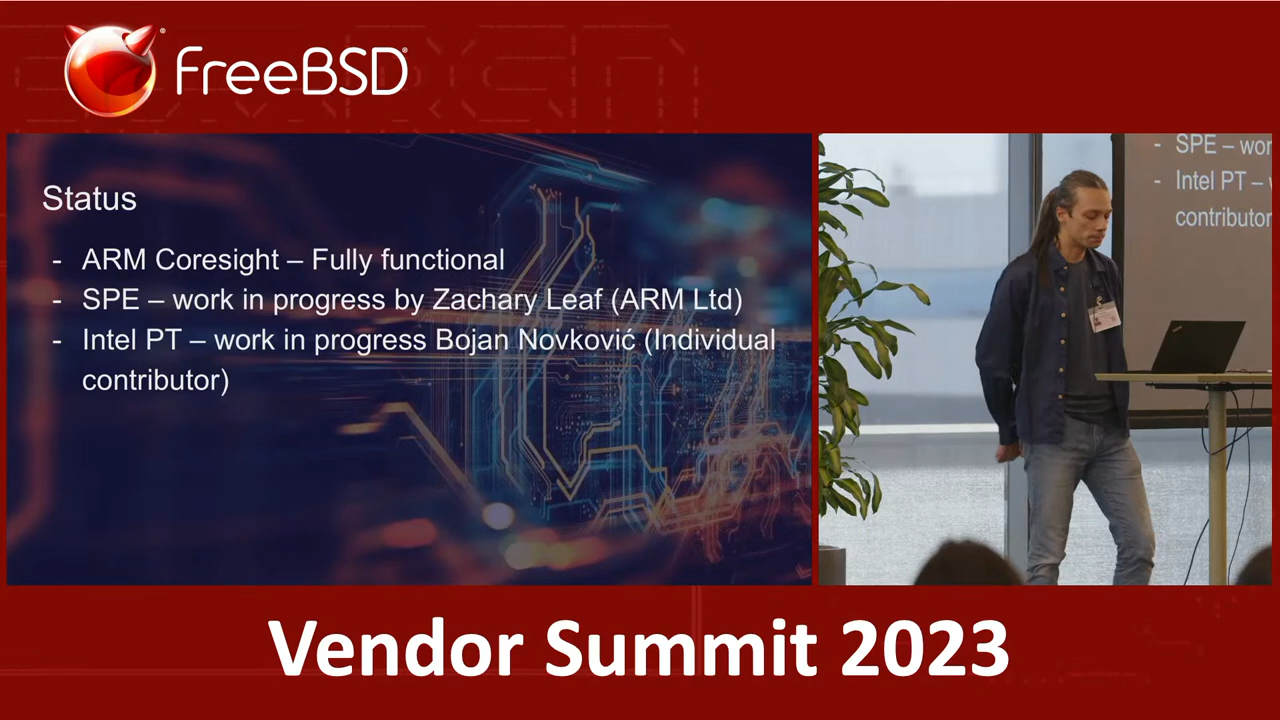 FreeBSD®
Status
- ARM Coresight – Fully functional
- SPE – work in progress by Zachary Leaf (ARM Ltd)
- Intel PT – work in progress Bojan Novković (Individual
contributor)
- SPE – wor
- Intel PT –
contributor
Vendor Summit 2023